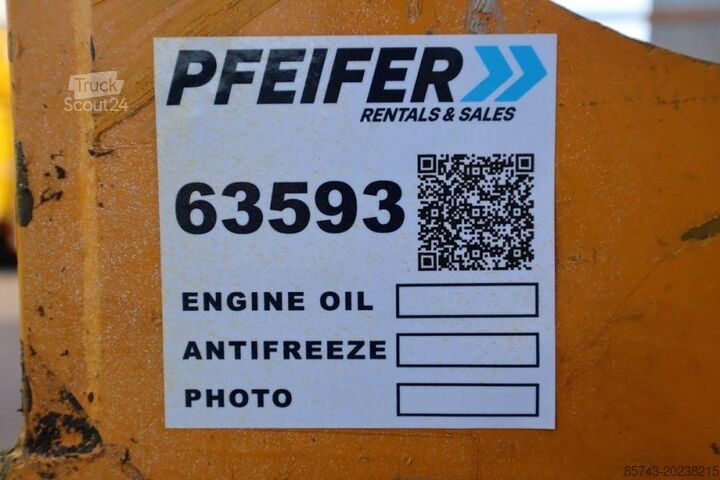 Truck
Scout24
PFEIFER
RENTALS & SALES
63593
ENGINE OIL
ANTIFREEZE
PHOTO
85743-20238215